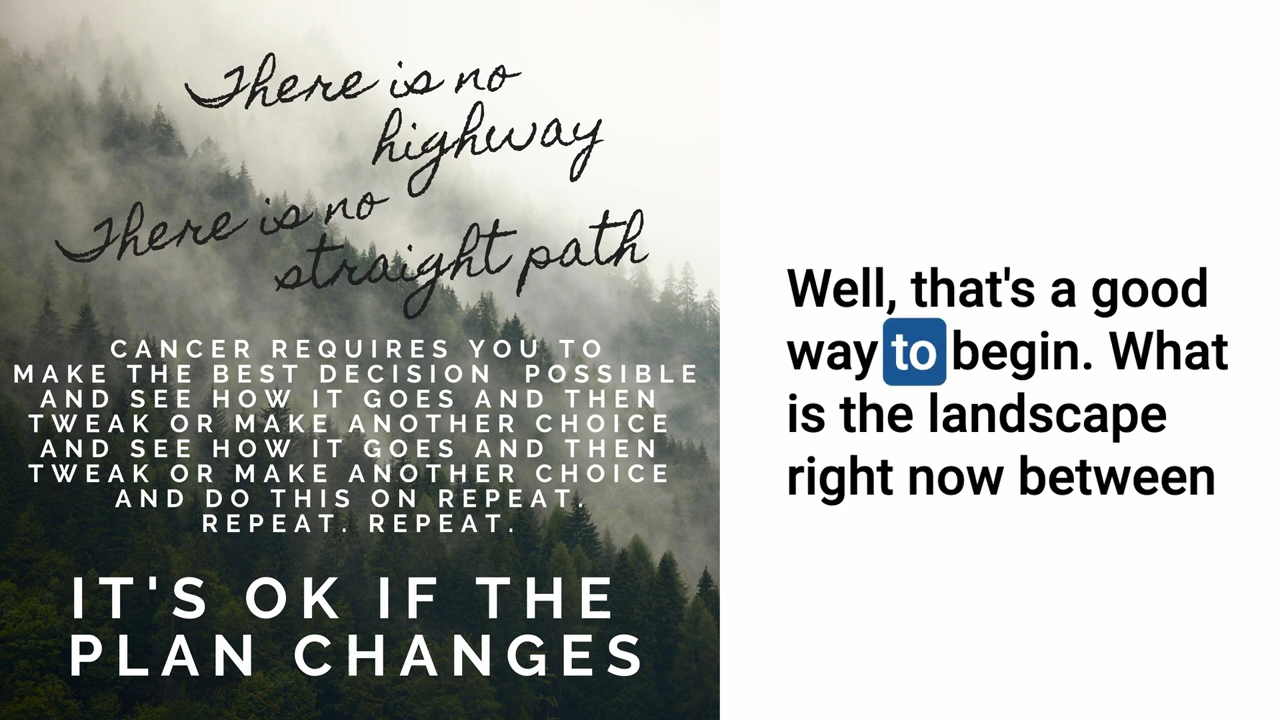 There is no
highway
There is no
straight path
CANCER REQUIRES YOU TO
MAKE THE BEST DECISION POSSIBLE
AND SEE HOW IT GOES AND THEN
TWEAK OR MAKE ANOTHER CHOICE
AND SEE HOW IT GOES AND THEN
TWEAK OR MAKE ANOTHER CHOICE
AND DO THIS ON REPEAT.
REPEAT. REPEAT.
IT'S OK IF THE
PLAN CHANGES
Well, that's a good
way to begin. What
is the landscape
right now between